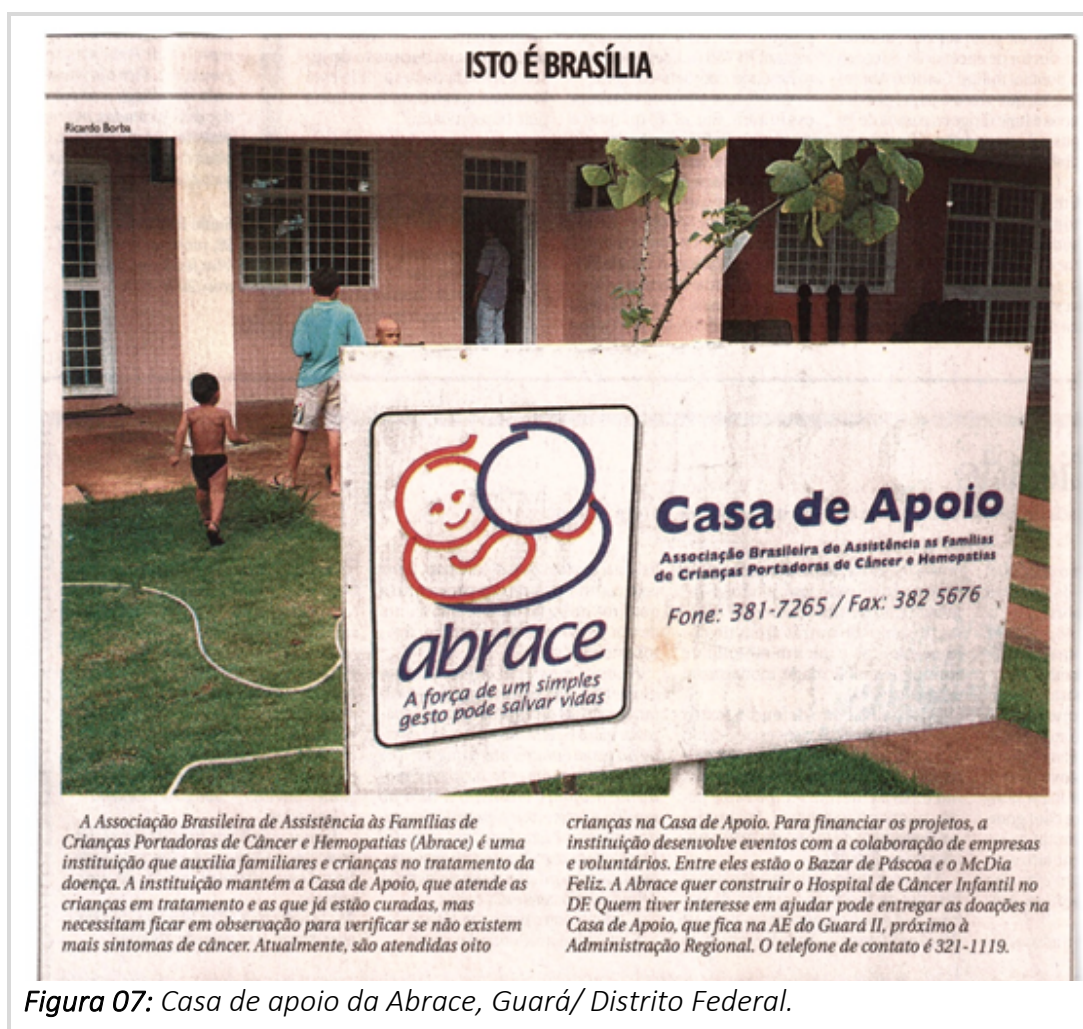 ISTO É BRASÍLIA
Ricardo Borba
abrace
A força de um simples
gesto pode salvar vidas
Casa de Apoio
Associação Brasileira de Assistência as Famílias
de Crianças Portadoras de Câncer e Hemopatias
Fone: 381-7265 / Fax: 382 5676
A Associação Brasileira de Assistência às Famílias de
Crianças Portadoras de Câncer e Hemopatias (Abrace) é uma
instituição que auxilia familiares e crianças no tratamento da
doença. A instituição mantém a Casa de Apoio, que atende as
crianças em tratamento e as que já estão curadas, mas
necessitam ficar em observação para verificar se não existem
mais sintomas de câncer. Atualmente, são atendidas oito
crianças na Casa de Apoio. Para financiar os projetos, a
instituição desenvolve eventos com a colaboração de empresas
e voluntários. Entre eles estão o Bazar de Páscoa e o McDia
Feliz. A Abrace quer construir o Hospital de Câncer Infantil no
DF. Quem tiver interesse em ajudar pode entregar as doações na
Casa de Apoio, que fica na AE do Guará II, próximo à
Administração Regional. O telefone de contato é 321-1119.
Figura 07: Casa de apoio da Abrace, Guará/ Distrito Federal.